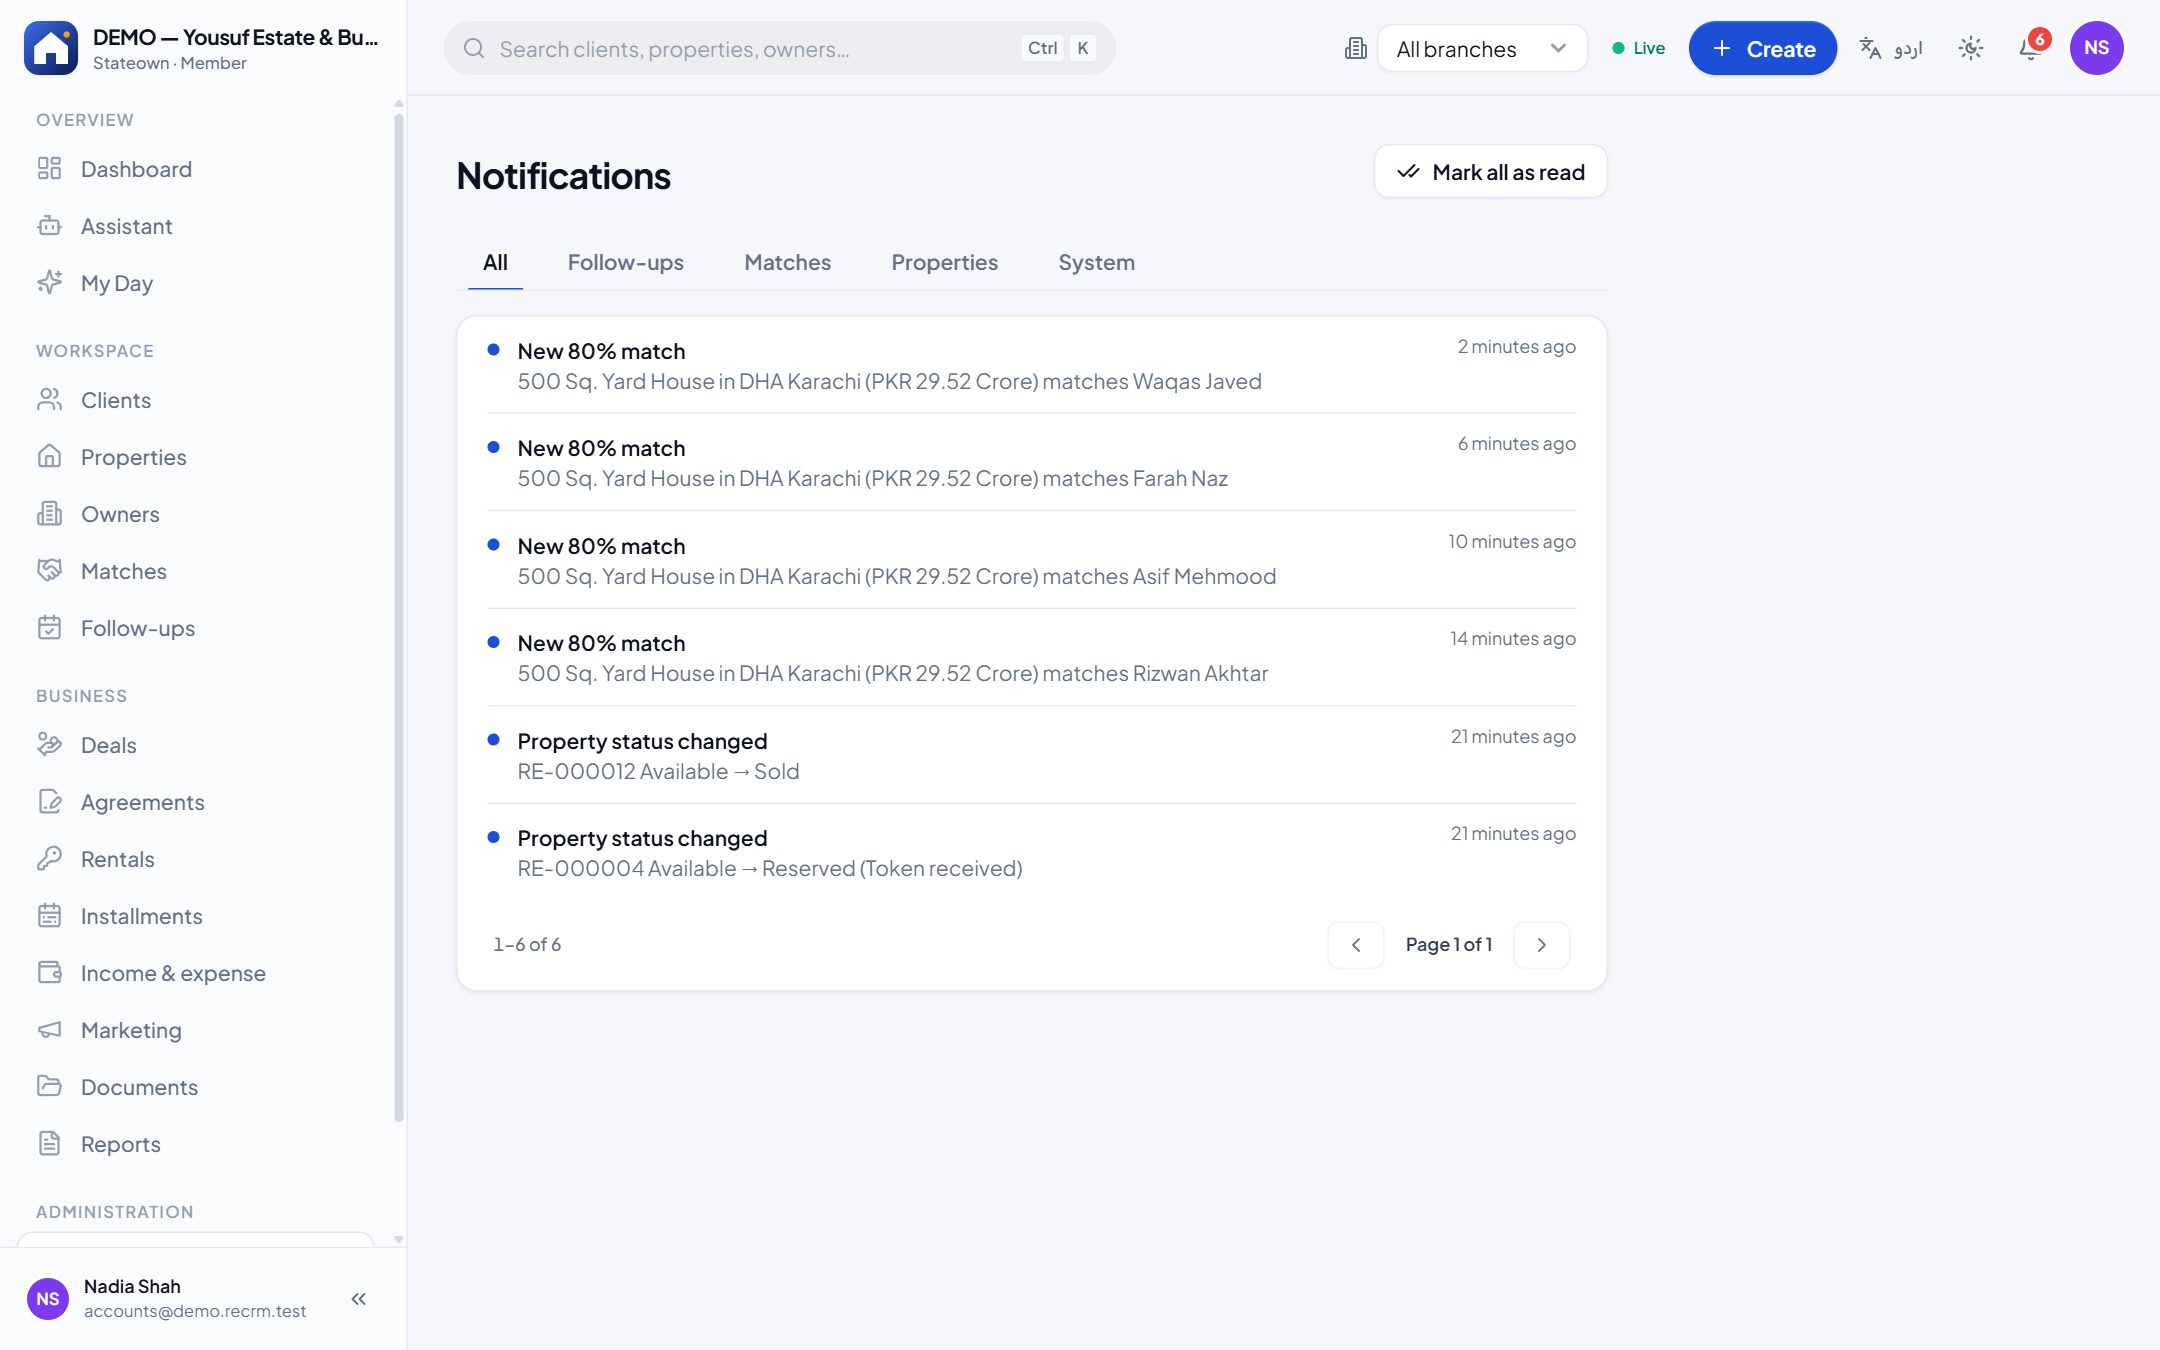 DEMO — Yousuf Estate & Bu...
Stateown · Member
Search clients, properties, owners...
Ctrl K
All branches
Live
+ Create
اردو
6
NS
OVERVIEW
Dashboard
Assistant
My Day
WORKSPACE
Clients
Properties
Owners
Matches
Follow-ups
BUSINESS
Deals
Agreements
Rentals
Installments
Income & expense
Marketing
Documents
Reports
ADMINISTRATION
NS
Nadia Shah
accounts@demo.recrm.test
Notifications
Mark all as read
All Follow-ups Matches Properties System
New 80% match 2 minutes ago
500 Sq. Yard House in DHA Karachi (PKR 29.52 Crore) matches Waqas Javed
New 80% match 6 minutes ago
500 Sq. Yard House in DHA Karachi (PKR 29.52 Crore) matches Farah Naz
New 80% match 10 minutes ago
500 Sq. Yard House in DHA Karachi (PKR 29.52 Crore) matches Asif Mehmood
New 80% match 14 minutes ago
500 Sq. Yard House in DHA Karachi (PKR 29.52 Crore) matches Rizwan Akhtar
Property status changed 21 minutes ago
RE-000012 Available → Sold
Property status changed 21 minutes ago
RE-000004 Available → Reserved (Token received)
1–6 of 6
Page 1 of 1